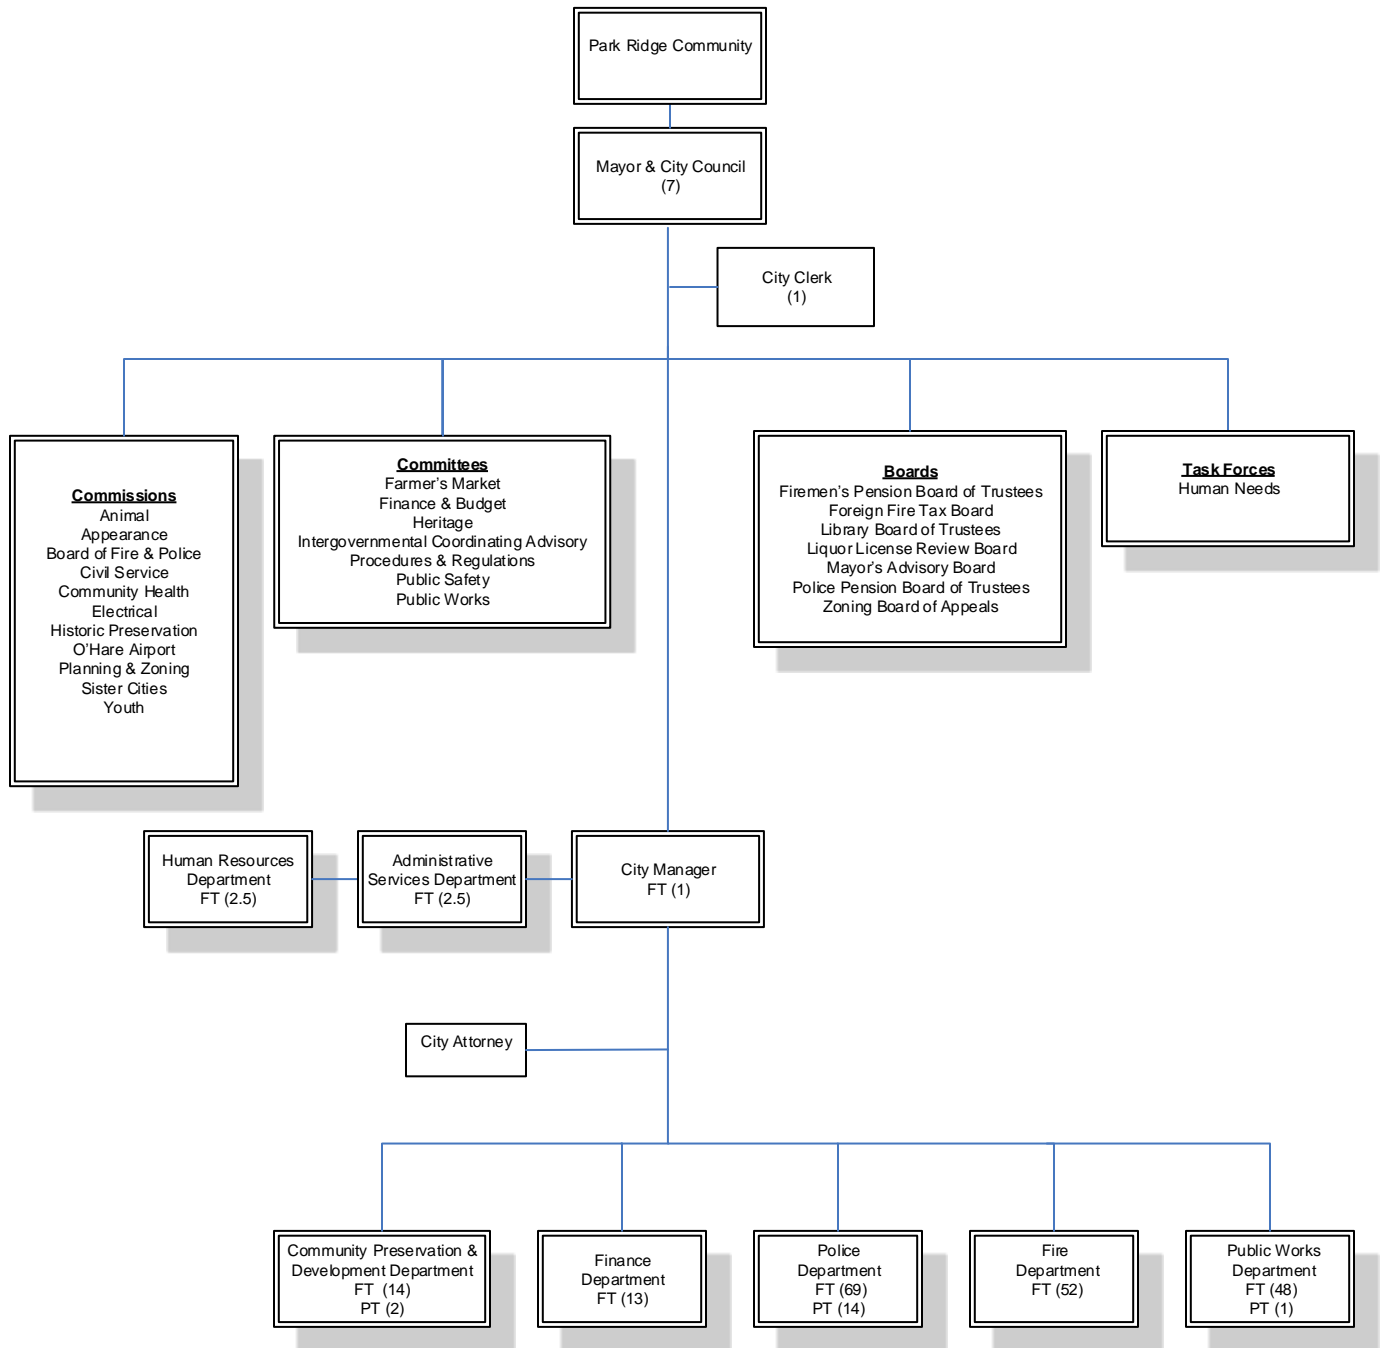 Park Ridge Community
Mayor & City Council
(7)
City Clerk
(1)
Commissions
Animal
Appearance
Board of Fire & Police
Civil Service
Community Health
Electrical
Historic Preservation
O'Hare Airport
Planning & Zoning
Sister Cities
Youth
Committees
Farmer's Market
Finance & Budget
Heritage
Intergovernmental Coordinating Advisory
Procedures & Regulations
Public Safety
Public Works
Boards
Firemen's Pension Board of Trustees
Foreign Fire Tax Board
Library Board of Trustees
Liquor License Review Board
Mayor's Advisory Board
Police Pension Board of Trustees
Zoning Board of Appeals
Task Forces
Human Needs
Human Resources
Department
FT (2.5)
Administrative
Services Department
FT (2.5)
City Manager
FT (1)
City Attorney
Community Preservation &
Development Department
FT (14)
PT (2)
Finance
Department
FT (13)
Police
Department
FT (69)
PT (14)
Fire
Department
FT (52)
Public Works
Department
FT (48)
PT (1)